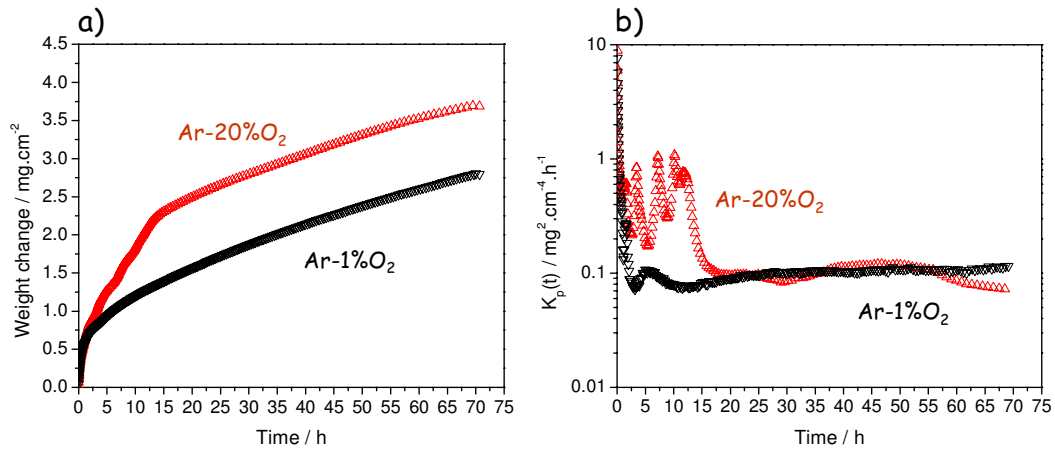 a)
4.5
4.0
3.5
3.0
2.5
2.0
1.5
1.0
0.5
0.0
Weight change / mg.cm-2
Ar-20%O2
Ar-1%O2
0 5 10 15 20 25 30 35 40 45 50 55 60 65 70 75
Time / h
b)
10
1
0.1
0.01
Kp(t) / mg2.cm-4.h-1
Ar-20%O2
Ar-1%O2
0 5 10 15 20 25 30 35 40 45 50 55 60 65 70 75
Time / h